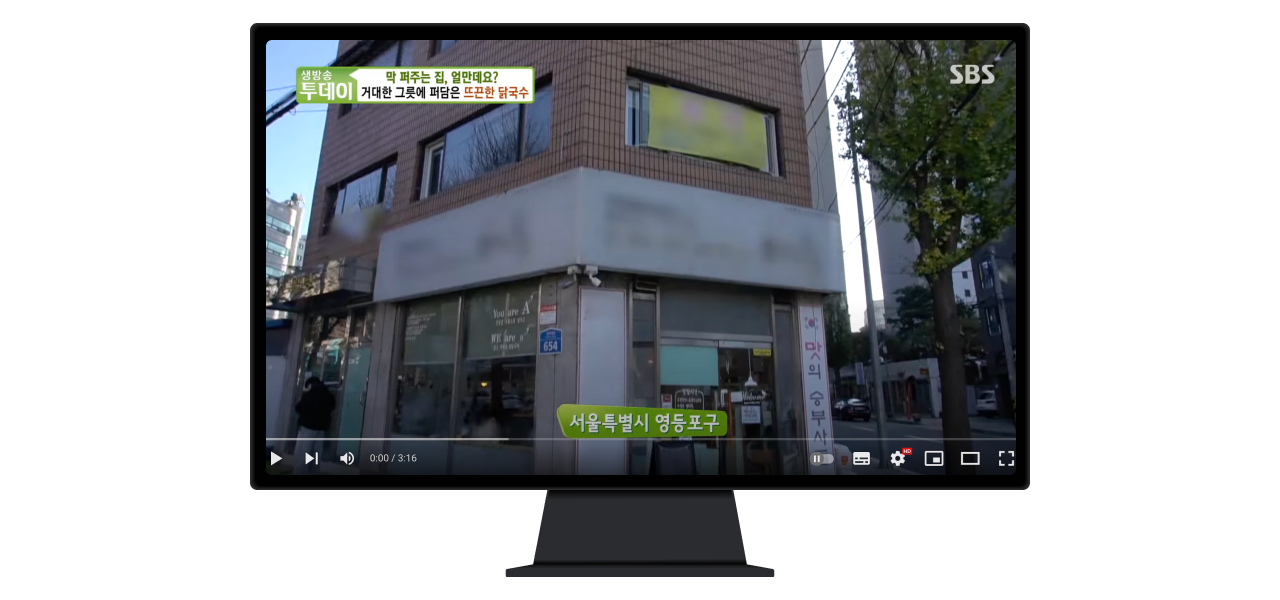 생방송
투데이
막 퍼주는 집, 얼만데요?
거대한 그릇에 퍼담은 뜨끈한 닭국수
SBS
You are A
WE are
654
맛의 승부사
Welcome
서울특별시 영등포구
0:00 / 3:16
HD